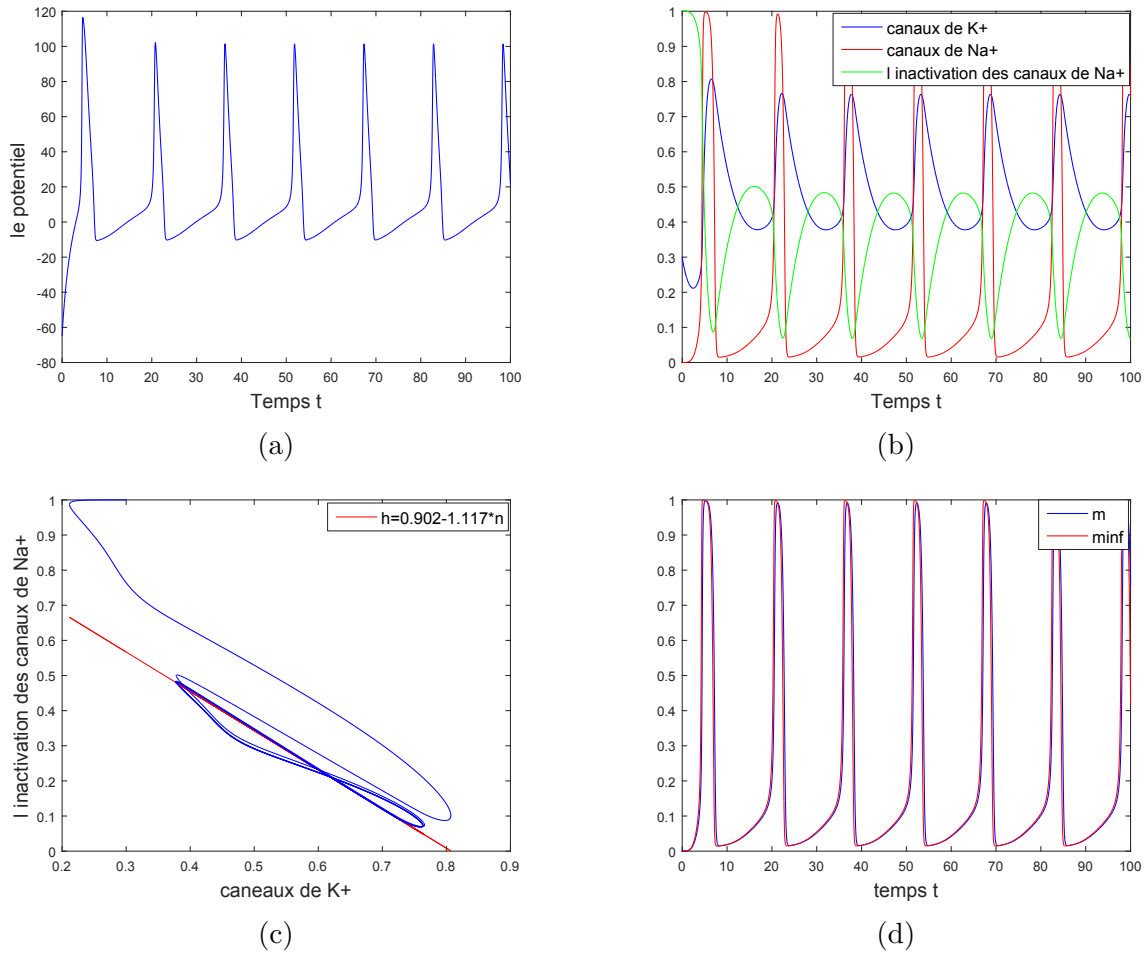 120
100
80
60
40
20
0
-20
-40
-60
-80
0 10 20 30 40 50 60 70 80 90 100
le potentiel
Temps t
(a)
canaux de K+
canaux de Na+
l inactivation des canaux de Na+
1
0.9
0.8
0.7
0.6
0.5
0.4
0.3
0.2
0.1
0
0 10 20 30 40 50 60 70 80 90 100
Temps t
(b)
h=0.902-1.117*n
1
0.9
0.8
0.7
0.6
0.5
0.4
0.3
0.2
0.1
0
0.2 0.3 0.4 0.5 0.6 0.7 0.8 0.9
l inactivation des canaux de Na+
caneaux de K+
(c)
m
minf
1
0.9
0.8
0.7
0.6
0.5
0.4
0.3
0.2
0.1
0
0 10 20 30 40 50 60 70 80 90 100
temps t
(d)